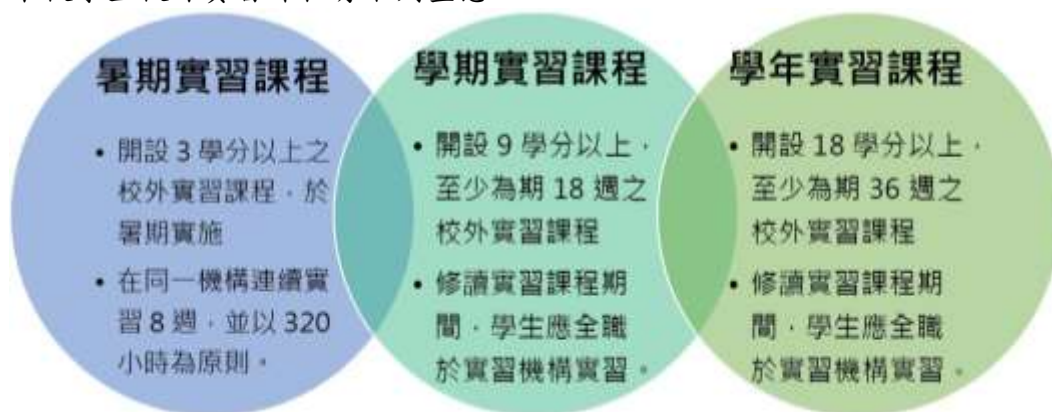 暑期實習課程
• 開設 3 學分以上之
校外實習課程，於
暑期實施
• 在同一機構連續實
習 8 週，並以 320
小時為原則。
學期實習課程
• 開設 9 學分以上，
至少為期 18 週之
校外實習課程
• 修讀實習課程期
間，學生應全職
於實習機構實習。
學年實習課程
• 開設 18 學分以上，
至少為期 36 週之
校外實習課程
• 修讀實習課程期
間，學生應全職
於實習機構實習。